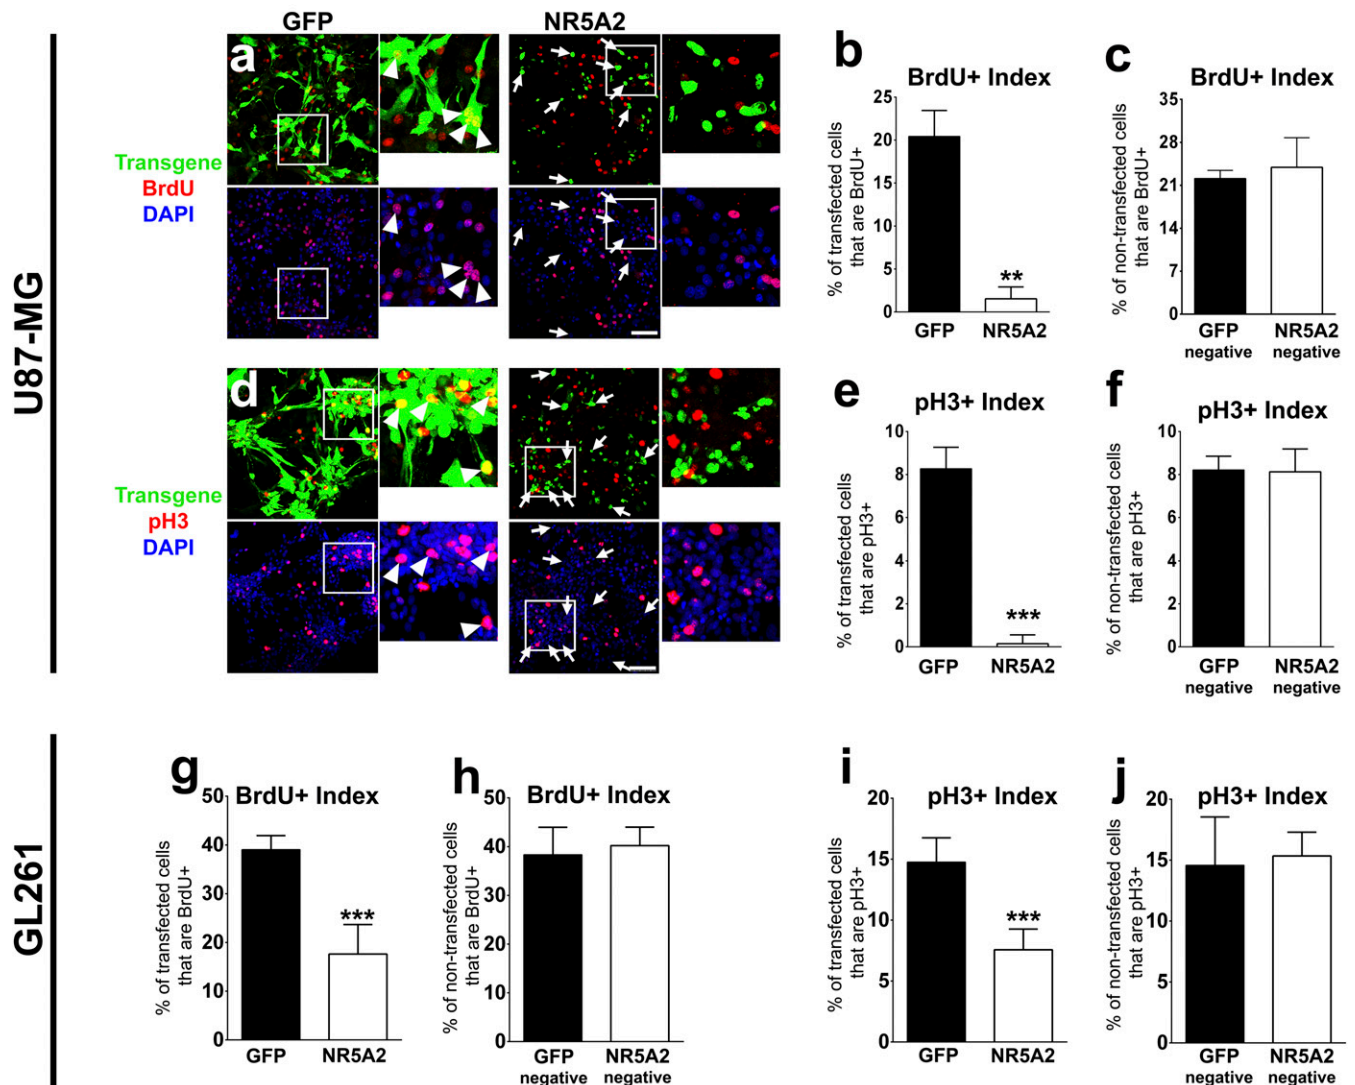 GFP
NR5A2
U87-MG
a
Transgene
BrdU
DAPI
b
BrdU+ Index
% of transfected cells
that are BrdU+
25
20
15
10
5
0
**
GFP
NR5A2
c
BrdU+ Index
% of non-transfected cells
that are BrdU+
35
28
21
14
7
0
GFP
negative
NR5A2
negative
d
Transgene
pH3
DAPI
e
pH3+ Index
% of transfected cells
that are pH3+
10
8
6
4
2
0
***
GFP
NR5A2
f
pH3+ Index
% of non-transfected cells
that are pH3+
10
8
6
4
2
0
GFP
negative
NR5A2
negative
GL261
g
BrdU+ Index
% of transfected cells
that are BrdU+
50
40
30
20
10
0
***
GFP
NR5A2
h
BrdU+ Index
% of non-transfected cells
that are BrdU+
50
40
30
20
10
0
GFP
negative
NR5A2
negative
i
pH3+ Index
% of transfected cells
that are pH3+
20
15
10
5
0
***
GFP
NR5A2
j
pH3+ Index
% of non-transfected cells
that are pH3+
20
15
10
5
0
GFP
negative
NR5A2
negative